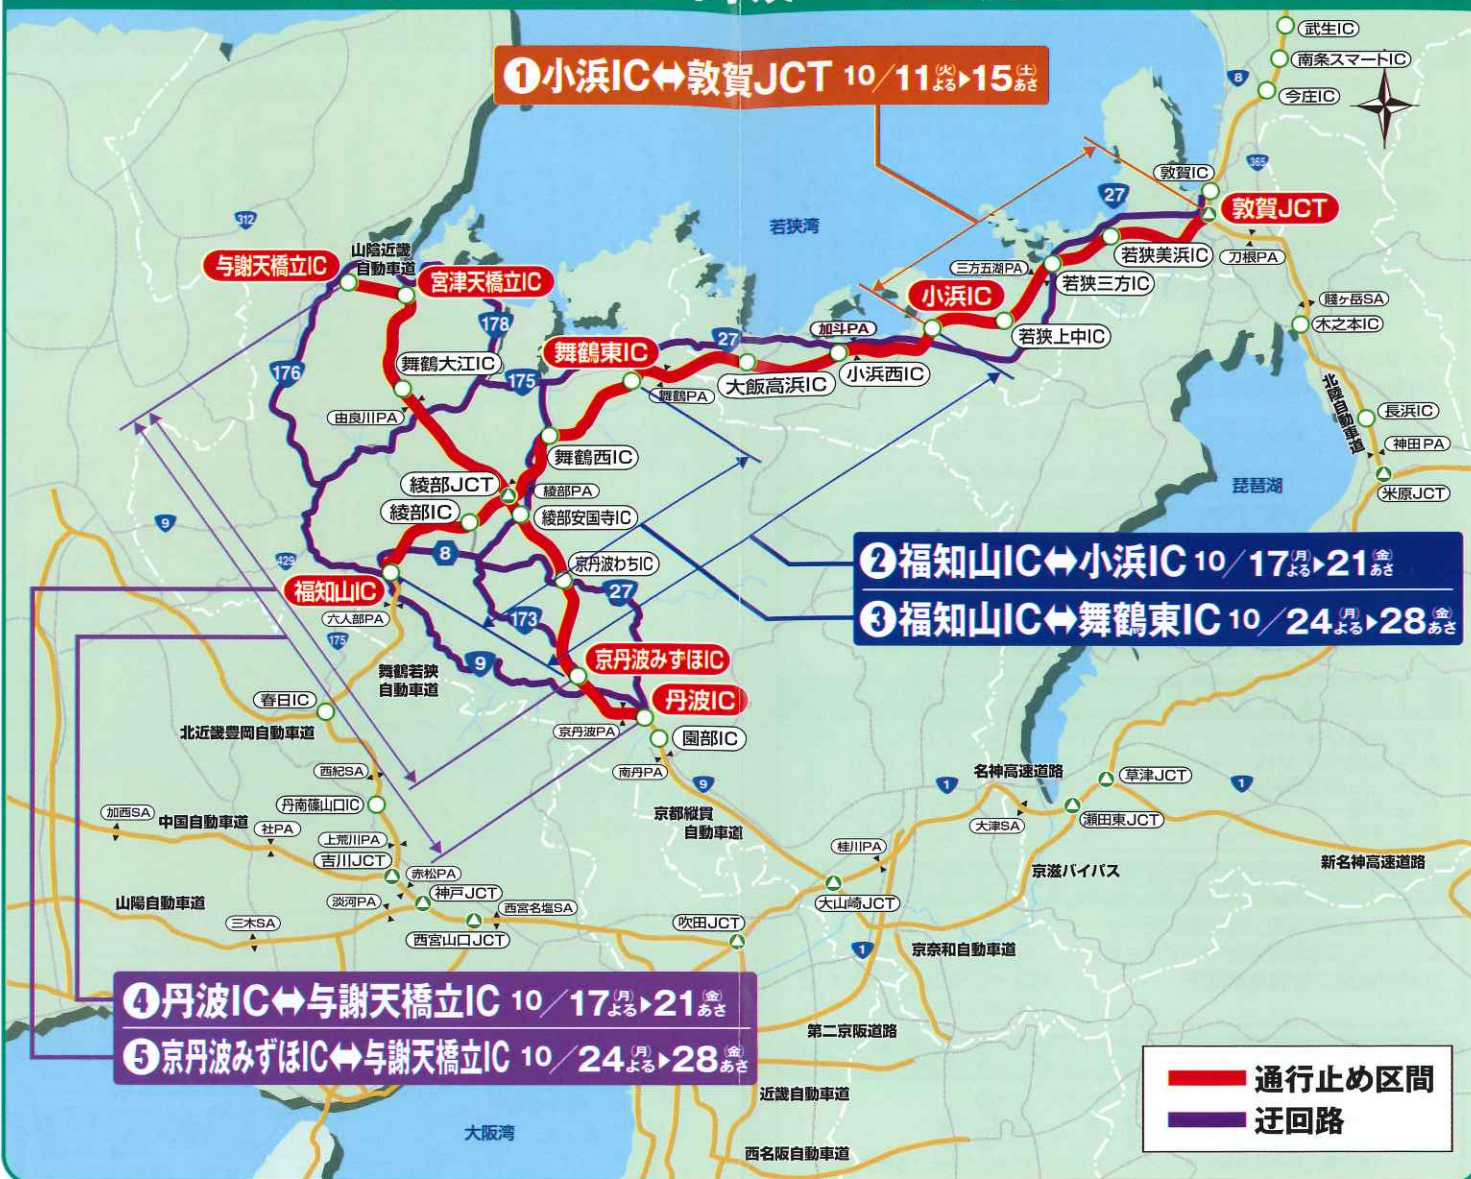 ①小浜IC⇔敦賀JCT 10/11(火)よる▶15(土)あさ
武生IC
南条スマートIC
8
今庄IC
365
敦賀IC
27
敦賀JCT
若狭湾
312
与謝天橋立IC
山陰近畿
自動車道
宮津天橋立IC
三方五湖PA
若狭美浜IC
刀根PA
若狭三方IC
小浜IC
賤ヶ岳SA
木之本IC
178
27
加斗PA
若狭上中IC
舞鶴東IC
176
舞鶴大江IC
175
大飯高浜IC
小浜西IC
舞鶴PA
北陸自動車道
長浜IC
由良川PA
神田PA
舞鶴西IC
米原JCT
綾部JCT
綾部PA
琵琶湖
綾部IC
綾部安国寺IC
9
8
429
京丹波わちIC
②福知山IC⇔小浜IC 10/17(月)よる▶21(金)あさ
③福知山IC⇔舞鶴東IC 10/24(月)よる▶28(金)あさ
福知山IC
27
六人部PA
173
175
9
京丹波みずほIC
舞鶴若狭
自動車道
春日IC
丹波IC
北近畿豊岡自動車道
京丹波PA
園部IC
西紀SA
南丹PA
9
名神高速道路
草津JCT
1
1
丹南篠山口IC
加西SA
中国自動車道
社PA
京都縦貫
自動車道
大津SA
瀬田東JCT
上荒川PA
桂川PA
吉川JCT
赤松PA
京滋バイパス
新名神高速道路
神戸JCT
淡河PA
山陽自動車道
大山崎JCT
西宮名塩SA
三木SA
吹田JCT
西宮山口JCT
1
京奈和自動車道
④丹波IC⇔与謝天橋立IC 10/17(月)よる▶21(金)あさ
⑤京丹波みずほIC⇔与謝天橋立IC 10/24(月)よる▶28(金)あさ
第二京阪道路
近畿自動車道
通行止め区間
迂回路
大阪湾
西名阪自動車道